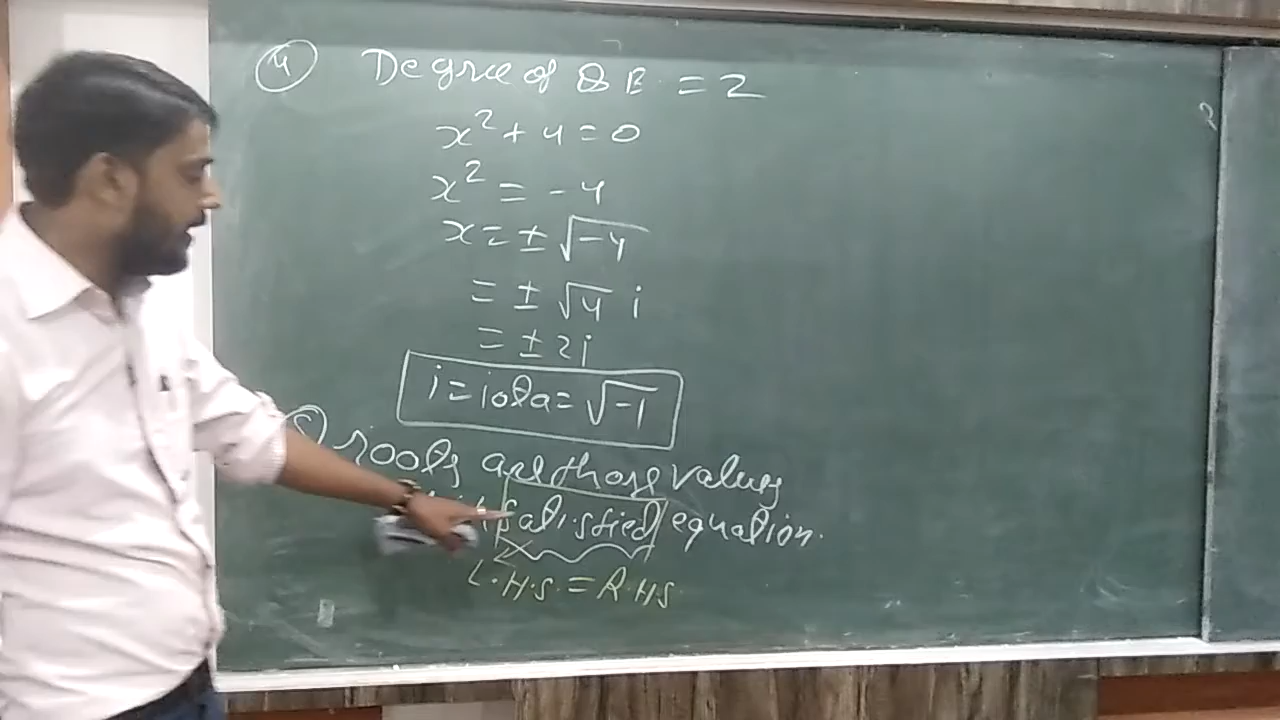 ④ Degree of Q E. = 2
x² + 4 = 0
x² = - 4
x = ± √-4
= ± √4 i
= ± 2i
i = iota = √-1
roots are those values
satisfied equation.
L.H.S. = R.H.S